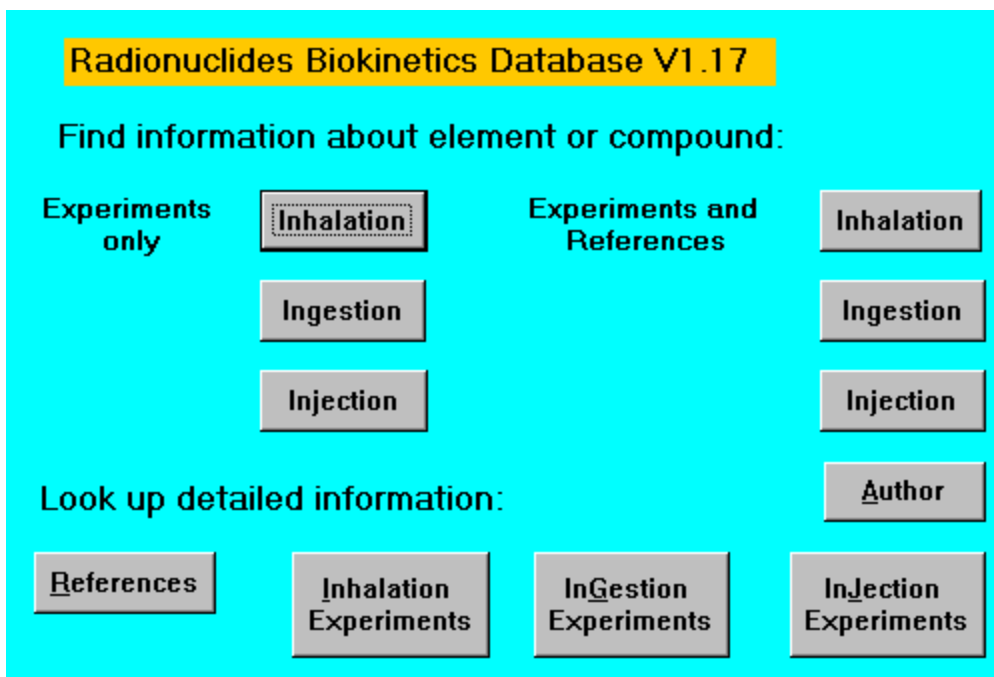 Radionuclides Biokinetics Database V1.17
Find information about element or compound:
Experiments
only
Inhalation
Ingestion
Injection
Experiments and
References
Inhalation
Ingestion
Injection
Author
Look up detailed information:
References
Inhalation
Experiments
InGestion
Experiments
InJection
Experiments